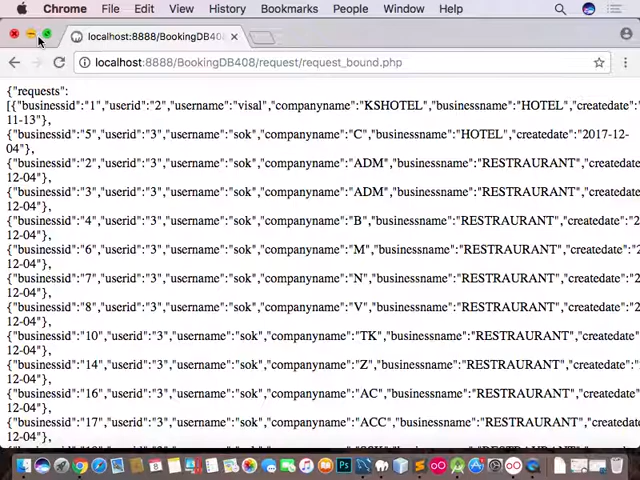 Chrome File Edit View History Bookmarks People Window Help
localhost:8888/BookingDB408
localhost:8888/BookingDB408/request/request_bound.php
{"requests":
[{"businessid":"1","userid":"2","username":"visal","companyname":"KSHOTEL","businessname":"HOTEL","createdate":"
11-13"},
{"businessid":"5","userid":"3","username":"sok","companyname":"C","businessname":"HOTEL","createdate":"2017-12-
04"},
{"businessid":"2","userid":"3","username":"sok","companyname":"ADM","businessname":"RESTRAURANT","createdate":"2
12-04"},
{"businessid":"3","userid":"3","username":"sok","companyname":"ADM","businessname":"RESTRAURANT","createdate":"2
12-04"},
{"businessid":"4","userid":"3","username":"sok","companyname":"B","businessname":"RESTRAURANT","createdate":"20
12-04"},
{"businessid":"6","userid":"3","username":"sok","companyname":"M","businessname":"RESTRAURANT","createdate":"2
12-04"},
{"businessid":"7","userid":"3","username":"sok","companyname":"N","businessname":"RESTRAURANT","createdate":"2
12-04"},
{"businessid":"8","userid":"3","username":"sok","companyname":"V","businessname":"RESTRAURANT","createdate":"2
12-04"},
{"businessid":"10","userid":"3","username":"sok","companyname":"TK","businessname":"RESTRAURANT","createdate":
12-04"},
{"businessid":"14","userid":"3","username":"sok","companyname":"Z","businessname":"RESTRAURANT","createdate":"2
12-04"},
{"businessid":"16","userid":"3","username":"sok","companyname":"AC","businessname":"RESTRAURANT","createdate":
12-04"},
{"businessid":"17","userid":"3","username":"sok","companyname":"ACC","businessname":"RESTRAURANT","createdate
12-04"},